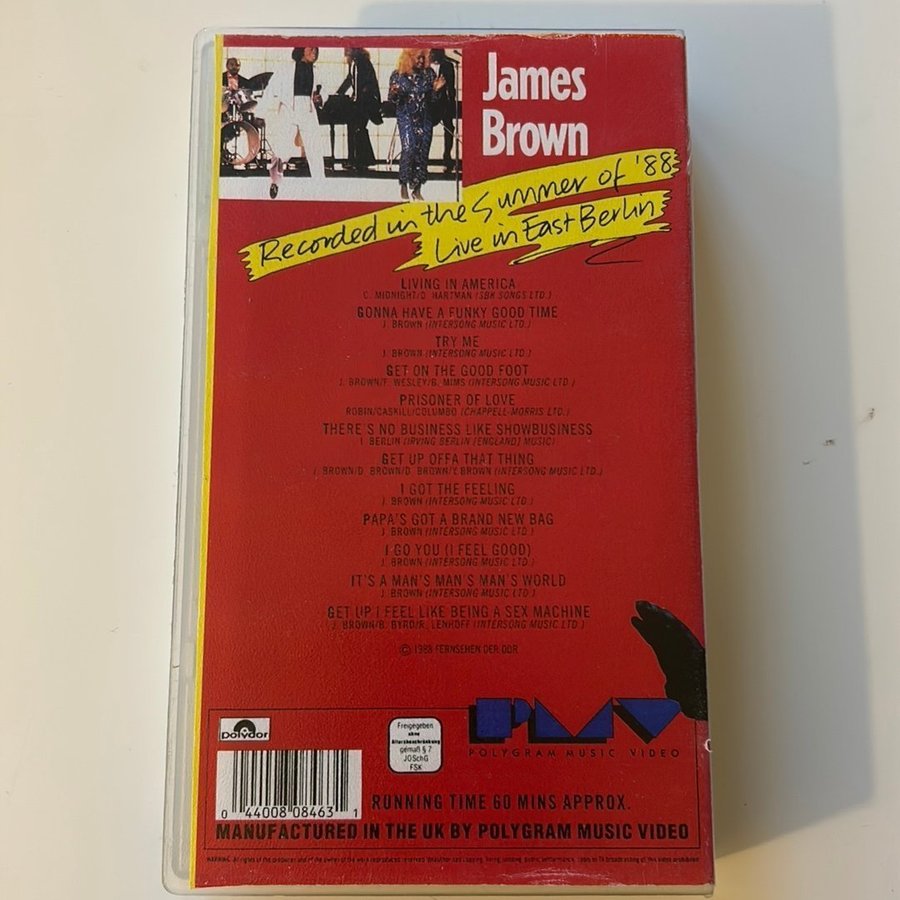 James
Brown
Recorded in the Summer of '88
Live in East Berlin
LIVING IN AMERICA
C. MIDNIGHT/D. HARTMAN (SBK SONGS LTD.)
GONNA HAVE A FUNKY GOOD TIME
J. BROWN (INTERSONG MUSIC LTD.)
TRY ME
J. BROWN (INTERSONG MUSIC LTD.)
GET ON THE GOOD FOOT
J. BROWN/F. WESLEY/B. MIMS (INTERSONG MUSIC LTD.)
PRISONER OF LOVE
ROBIN/CASKILL/COLUMBO (CHAPPELL-MORRIS LTD.)
THERE'S NO BUSINESS LIKE SHOWBUSINESS
I. BERLIN (IRVING BERLIN [ENGLAND] MUSIC)
GET UP OFFA THAT THING
J. BROWN/D. BROWN/D. BROWN/Y. BROWN (INTERSONG MUSIC LTD.)
I GOT THE FEELING
J. BROWN (INTERSONG MUSIC LTD.)
PAPA'S GOT A BRAND NEW BAG
J. BROWN (INTERSONG MUSIC LTD.)
I GO YOU (I FEEL GOOD)
J. BROWN (INTERSONG MUSIC LTD.)
IT'S A MAN'S MAN'S MAN'S WORLD
J. BROWN (INTERSONG MUSIC LTD.)
GET UP I FEEL LIKE BEING A SEX MACHINE
J. BROWN/B. BYRD/R. LENHOFF (INTERSONG MUSIC LTD.)
© 1988 FERNSEHEN DER DDR
polydor
Freigegeben
ohne
Altersbeschränkung
gemäß § 7
JÖSchG
FSK
PMV
POLYGRAM MUSIC VIDEO
0 44008 08463 1
RUNNING TIME 60 MINS APPROX.
MANUFACTURED IN THE UK BY POLYGRAM MUSIC VIDEO